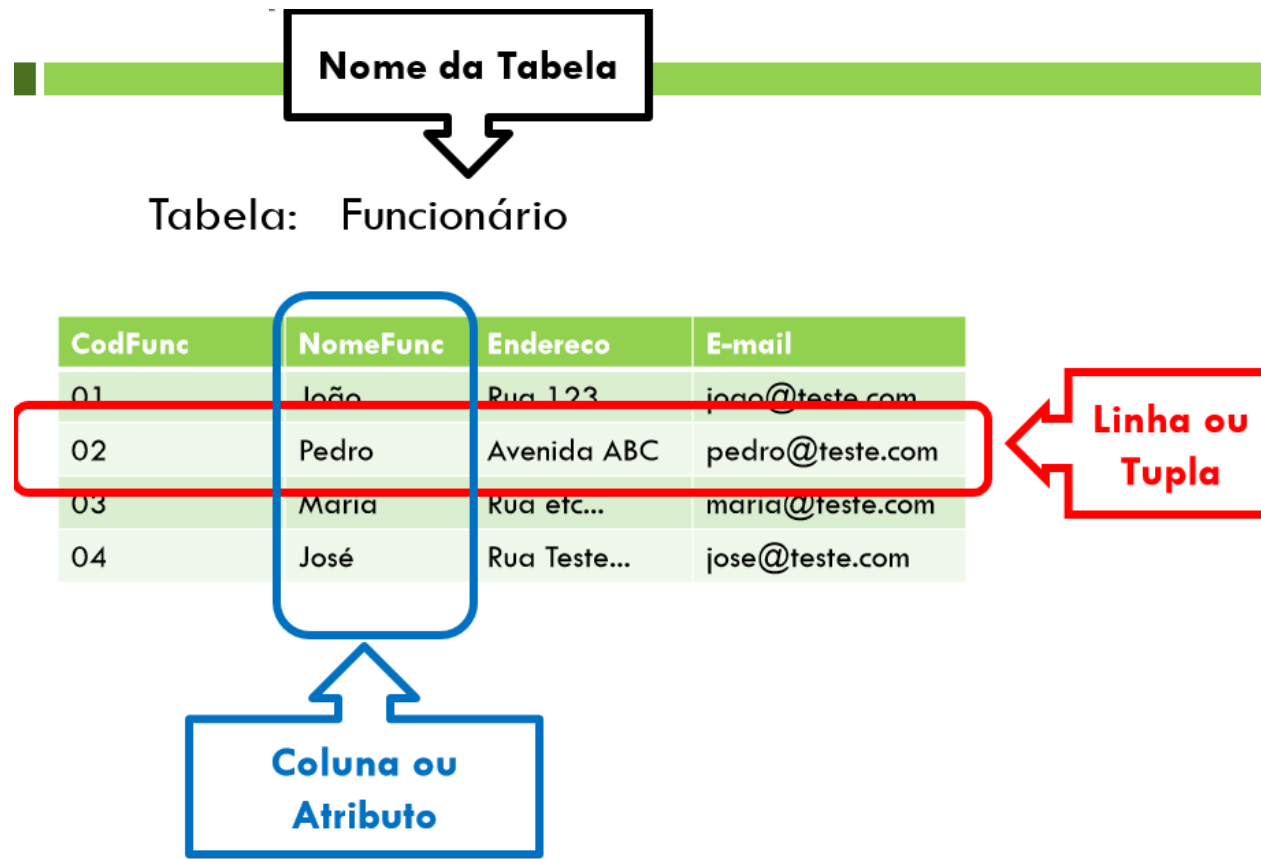 Nome da Tabela
Tabela: Funcionário
CodFunc NomeFunc Endereco E-mail
01 João Rua 123 joao@teste.com
02 Pedro Avenida ABC pedro@teste.com
03 Maria Rua etc... maria@teste.com
04 José Rua Teste... jose@teste.com
Linha ou
Tupla
Coluna ou
Atributo